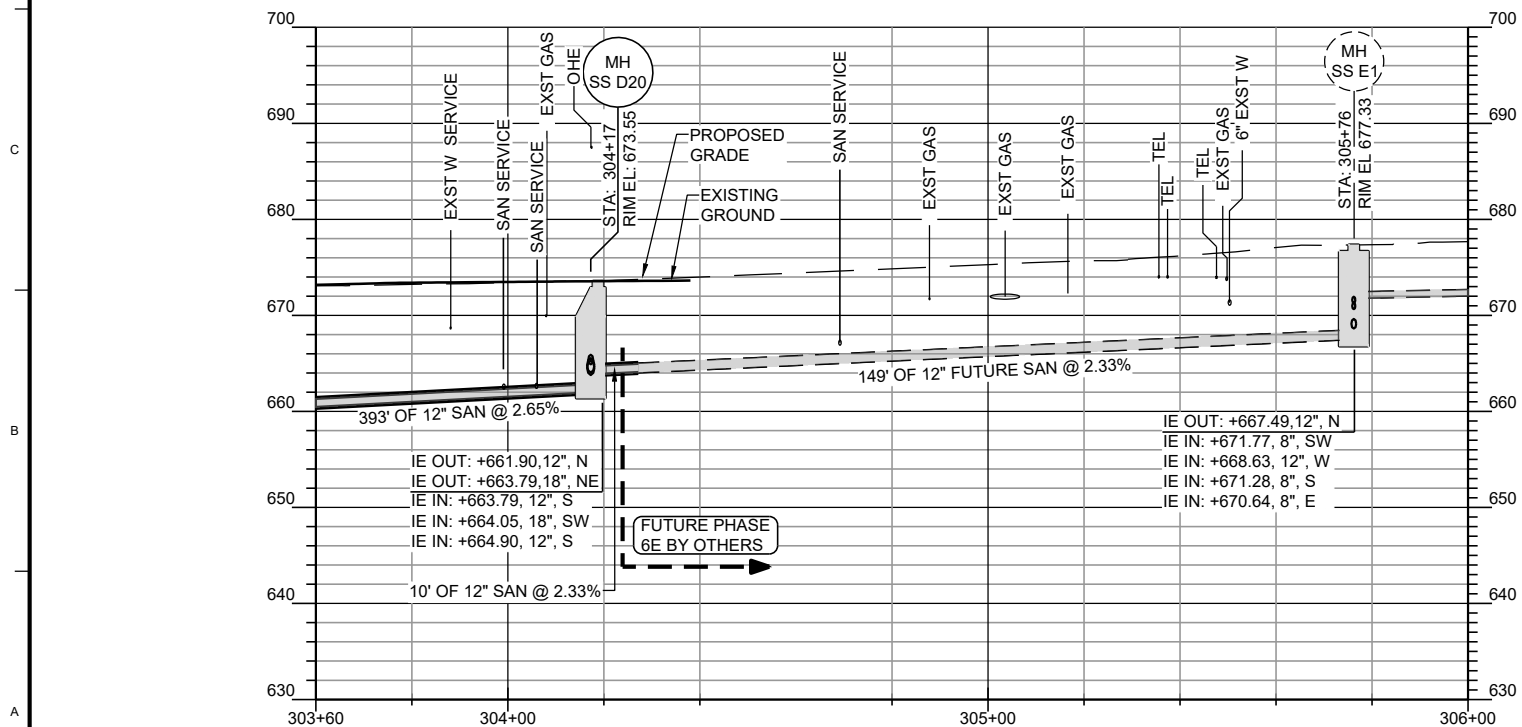 C
B
A
700
690
680
670
660
650
640
630
700
690
680
670
660
650
640
630
303+60
304+00
305+00
306+00
EXST W SERVICE
SAN SERVICE
SAN SERVICE
EXST GAS
OHE
MH
SS D20
STA: 304+17
RIM EL: 673.55
PROPOSED
GRADE
EXISTING
GROUND
SAN SERVICE
EXST GAS
EXST GAS
EXST GAS
TEL
TEL
TEL
EXST GAS
6" EXST W
MH
SS E1
STA: 305+76
RIM EL 677.33
393' OF 12" SAN @ 2.65%
149' OF 12" FUTURE SAN @ 2.33%
IE OUT: +661.90,12", N
IE OUT: +663.79,18", NE
IE IN: +663.79, 12", S
IE IN: +664.05, 18", SW
IE IN: +664.90, 12", S
10' OF 12" SAN @ 2.33%
FUTURE PHASE
6E BY OTHERS
IE OUT: +667.49,12", N
IE IN: +671.77, 8", SW
IE IN: +668.63, 12", W
IE IN: +671.28, 8", S
IE IN: +670.64, 8", E